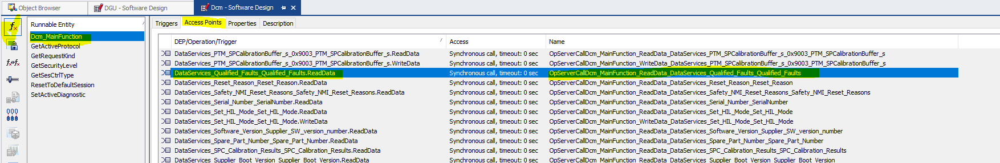 Object Browser
DGU - Software Design
Dcm - Software Design
Runnable Entity
Dcm_MainFunction
GetActiveProtocol
GetRequestKind
GetSecurityLevel
GetSesCtrlType
ResetToDefaultSession
SetActiveDiagnostic
Triggers Access Points Properties Description
DEP/Operation/Trigger Access Name
DataServices_PTM_SPCalibrationBuffer_s_0x9003_PTM_SPCalibrationBuffer_s.ReadData Synchronous call, timeout: 0 sec OpServerCallDcm_MainFunction_ReadData_DataServices_PTM_SPCalibrationBuffer_s_0x9003_PTM_SPCalibrationBuffer_s
DataServices_PTM_SPCalibrationBuffer_s_0x9003_PTM_SPCalibrationBuffer_s.WriteData Synchronous call, timeout: 0 sec OpServerCallDcm_MainFunction_WriteData_DataServices_PTM_SPCalibrationBuffer_s_0x9003_PTM_SPCalibrationBuffer_s
DataServices_Qualified_Faults_Qualified_Faults.ReadData Synchronous call, timeout: 0 sec OpServerCallDcm_MainFunction_ReadData_DataServices_Qualified_Faults_Qualified_Faults
DataServices_Reset_Reason_Reset_Reason.ReadData Synchronous call, timeout: 0 sec OpServerCallDcm_MainFunction_ReadData_DataServices_Reset_Reason_Reset_Reason
DataServices_Safety_NMI_Reset_Reasons_Safety_NMI_Reset_Reasons.ReadData Synchronous call, timeout: 0 sec OpServerCallDcm_MainFunction_ReadData_DataServices_Safety_NMI_Reset_Reasons_Safety_NMI_Reset_Reasons
DataServices_Serial_Number_SerialNumber.ReadData Synchronous call, timeout: 0 sec OpServerCallDcm_MainFunction_ReadData_DataServices_Serial_Number_SerialNumber
DataServices_Set_HIL_Mode_Set_HIL_Mode.ReadData Synchronous call, timeout: 0 sec OpServerCallDcm_MainFunction_ReadData_DataServices_Set_HIL_Mode_Set_HIL_Mode
DataServices_Set_HIL_Mode_Set_HIL_Mode.WriteData Synchronous call, timeout: 0 sec OpServerCallDcm_MainFunction_WriteData_DataServices_Set_HIL_Mode_Set_HIL_Mode
DataServices_Software_Version_Supplier_SW_version_number.ReadData Synchronous call, timeout: 0 sec OpServerCallDcm_MainFunction_ReadData_DataServices_Software_Version_Supplier_SW_version_number
DataServices_Spare_Part_Number_Spare_Part_Number.ReadData Synchronous call, timeout: 0 sec OpServerCallDcm_MainFunction_ReadData_DataServices_Spare_Part_Number_Spare_Part_Number
DataServices_SPC_Calibration_Results_SPC_Calibration_Results.ReadData Synchronous call, timeout: 0 sec OpServerCallDcm_MainFunction_ReadData_DataServices_SPC_Calibration_Results_SPC_Calibration_Results
DataServices_Supplier_Boot_Version_Supplier_Boot_Version.ReadData Synchronous call, timeout: 0 sec OpServerCallDcm_MainFunction_ReadData_DataServices_Supplier_Boot_Version_Supplier_Boot_Version